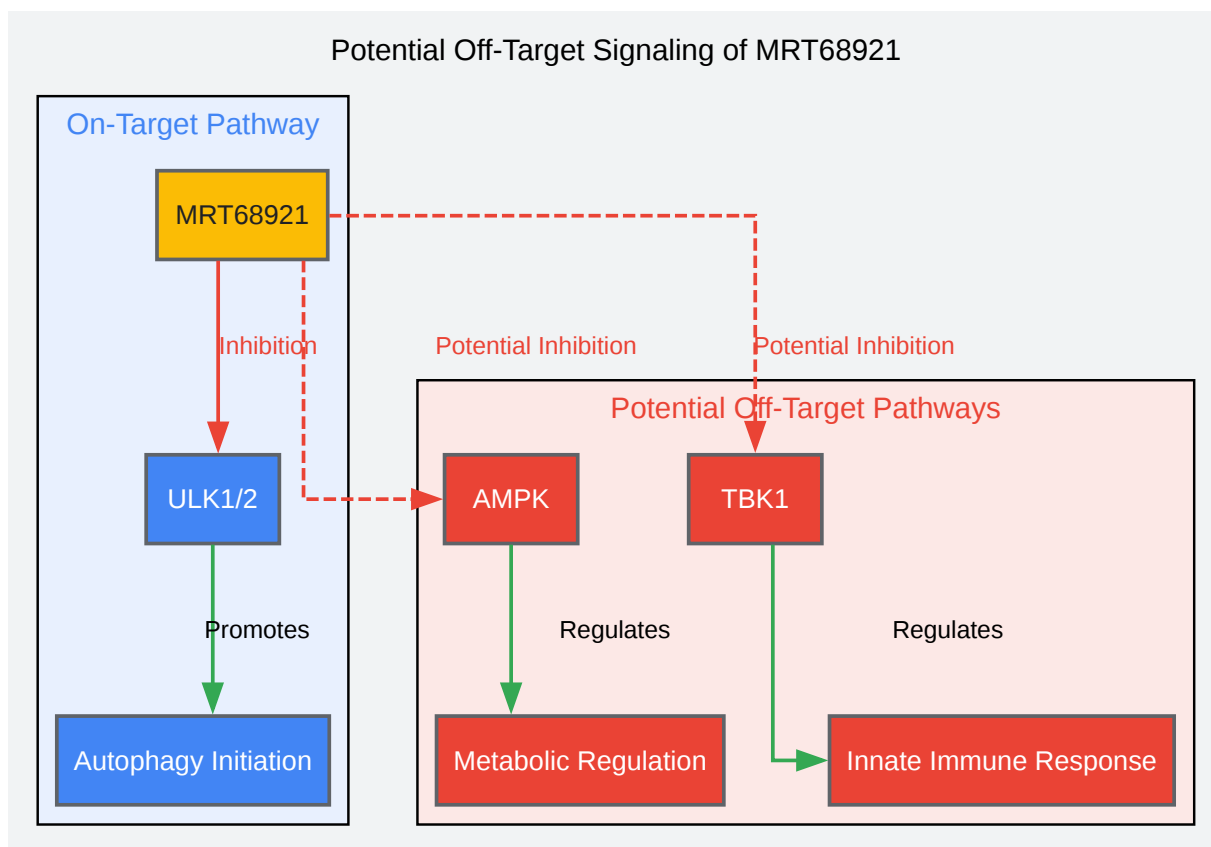 Potential Off-Target Signaling of MRT68921
On-Target Pathway
MRT68921
Inhibition
Potential Inhibition
Potential Inhibition
Potential Off-Target Pathways
ULK1/2
AMPK
TBK1
Promotes
Regulates
Regulates
Autophagy Initiation
Metabolic Regulation
Innate Immune Response